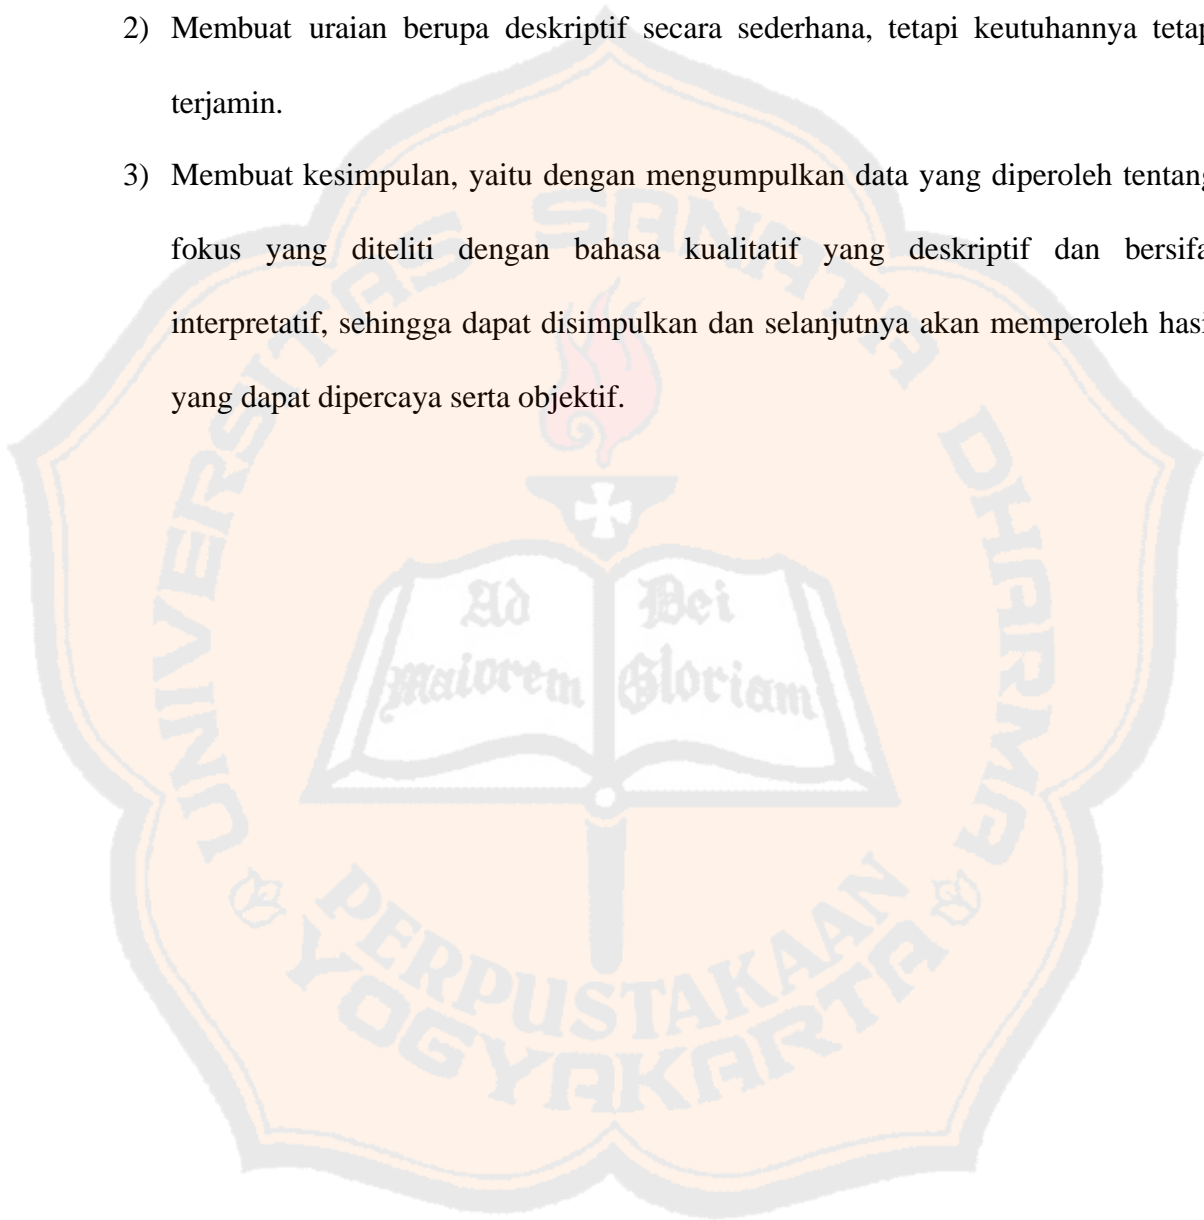 2) Membuat uraian berupa deskriptif secara sederhana, tetapi keutuhannya tetap
terjamin.
3) Membuat kesimpulan, yaitu dengan mengumpulkan data yang diperoleh tentang
fokus yang diteliti dengan bahasa kualitatif yang deskriptif dan bersifa
interpretatif, sehingga dapat disimpulkan dan selanjutnya akan memperoleh hasi
yang dapat dipercaya serta objektif.
UNIVERSITAS SANATA DHARMA
Ad Dei
maiorem Gloriam
PERPUSTAKAAN
YOGYAKARTA